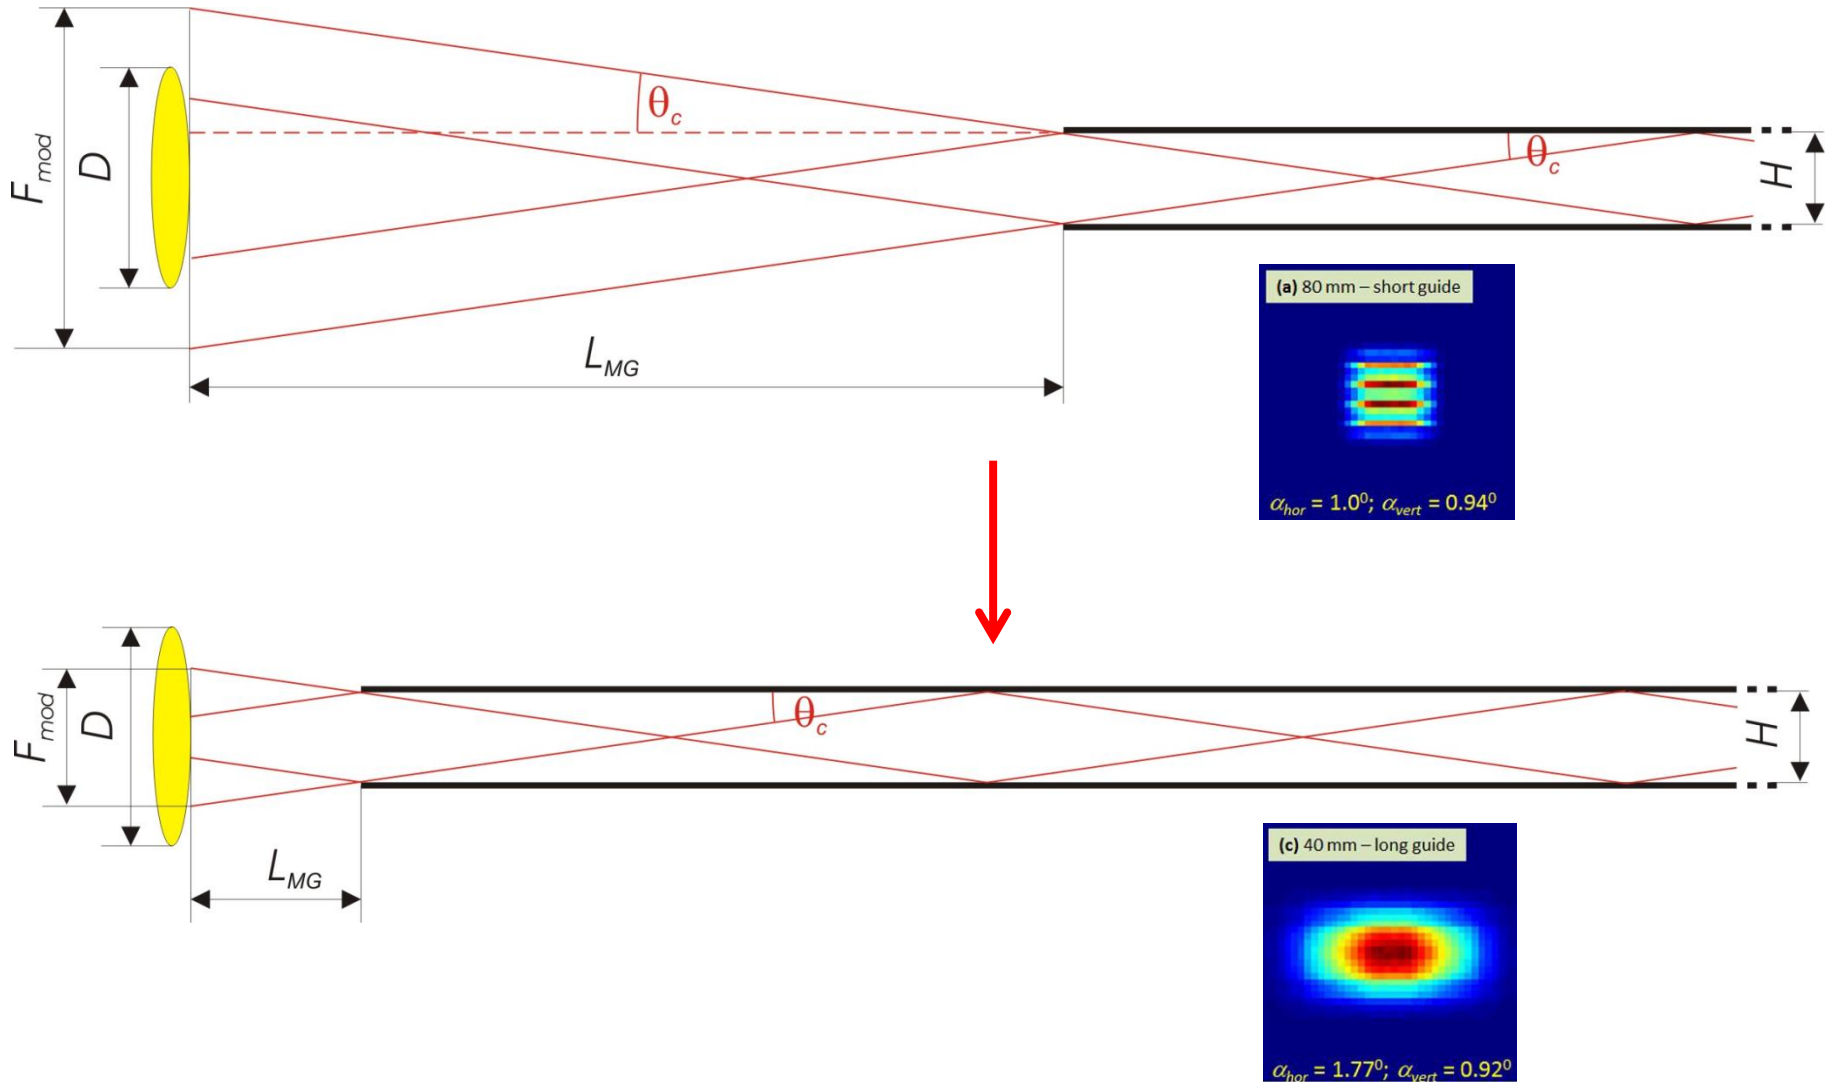 F_mod
D
θ_c
θ_c
H
L_MG
(a) 80 mm – short guide
α_hor = 1.0⁰; α_vert = 0.94⁰
F_mod
D
θ_c
H
L_MG
(c) 40 mm – long guide
α_hor = 1.77⁰; α_vert = 0.92⁰